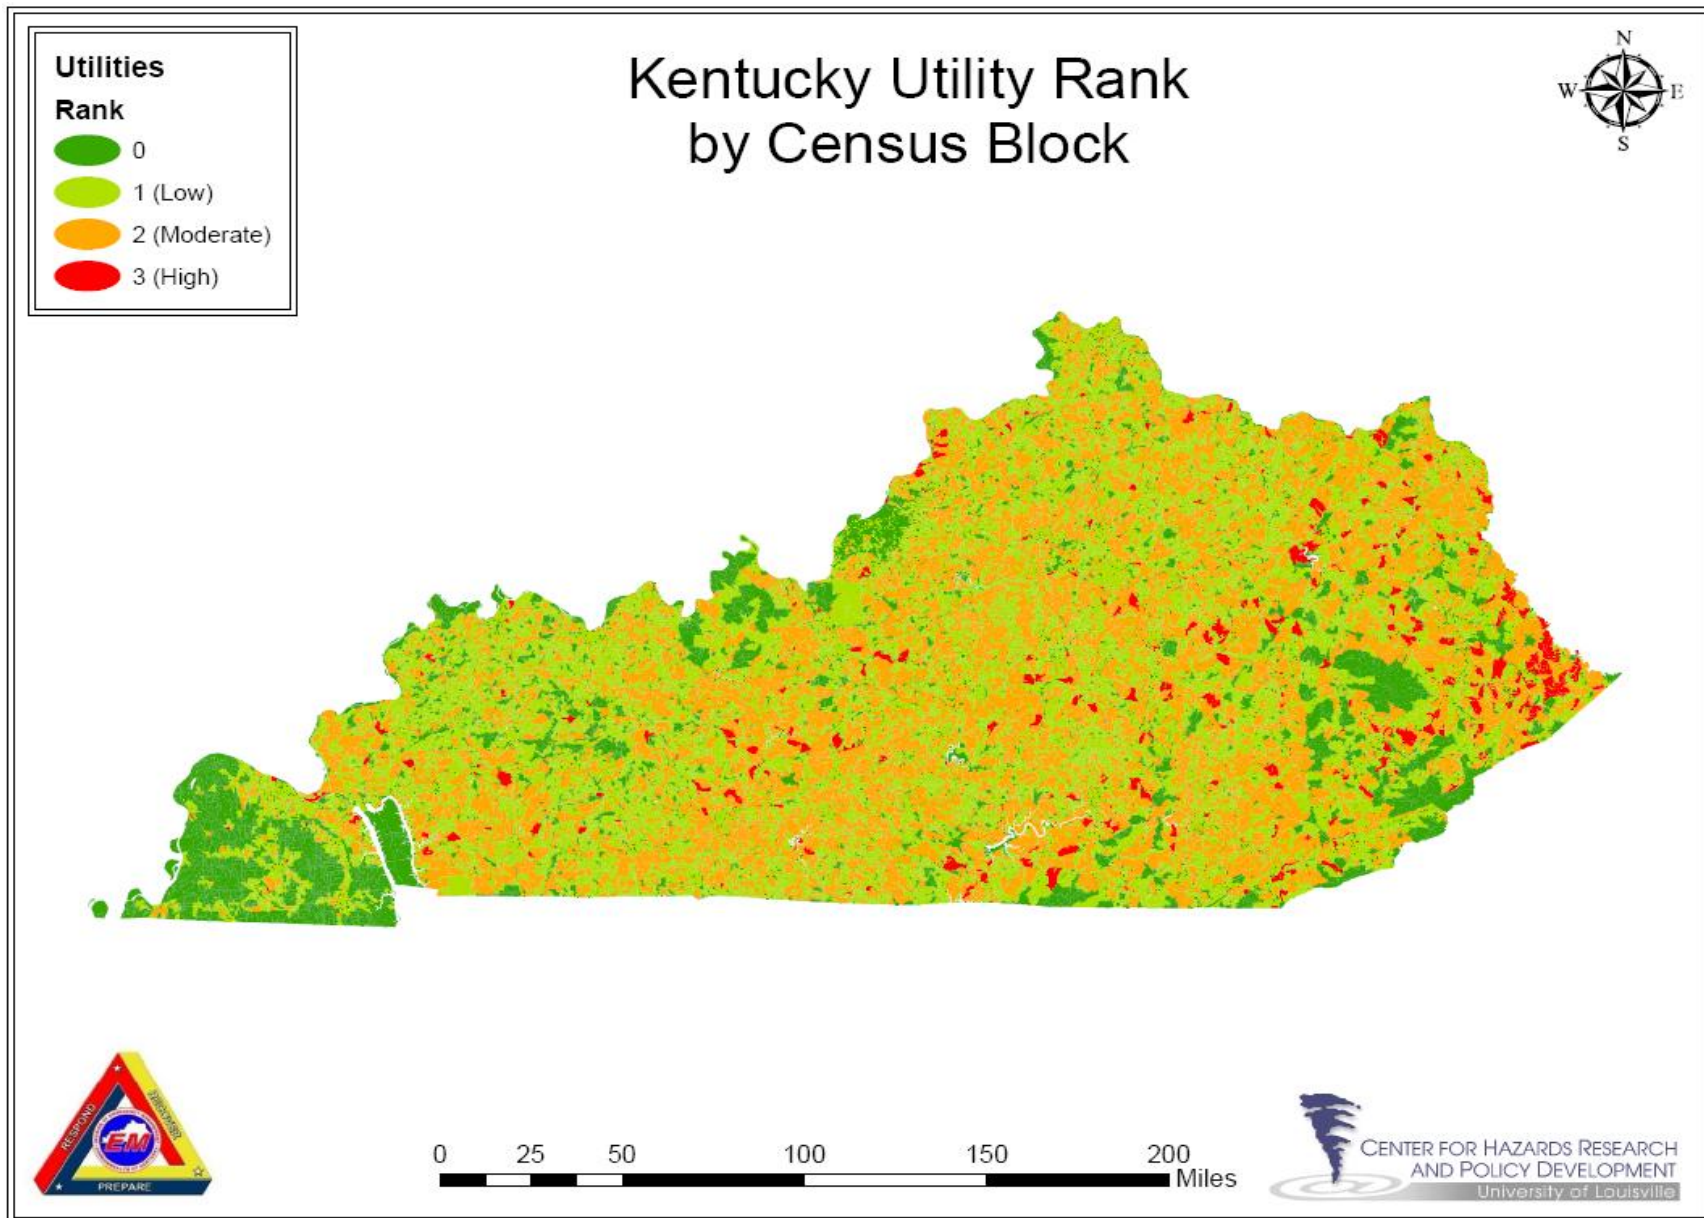 Utilities
Rank
0
1 (Low)
2 (Moderate)
3 (High)
Kentucky Utility Rank
by Census Block
N
W
E
S
RESPOND
RECOVER
EM
PREPARE
0 25 50 100 150 200
Miles
CENTER FOR HAZARDS RESEARCH
AND POLICY DEVELOPMENT
University of Louisville